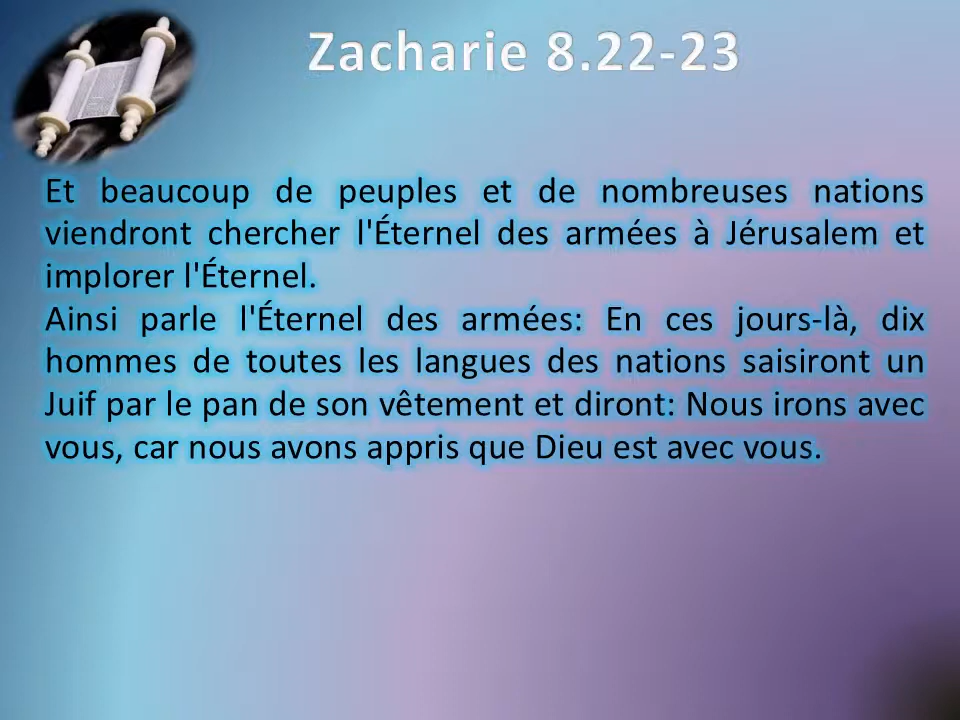 Zacharie 8.22-23
Et beaucoup de peuples et de nombreuses nations
viendront chercher l'Éternel des armées à Jérusalem et
implorer l'Éternel.
Ainsi parle l'Éternel des armées: En ces jours-là, dix
hommes de toutes les langues des nations saisiront un
Juif par le pan de son vêtement et diront: Nous irons avec
vous, car nous avons appris que Dieu est avec vous.